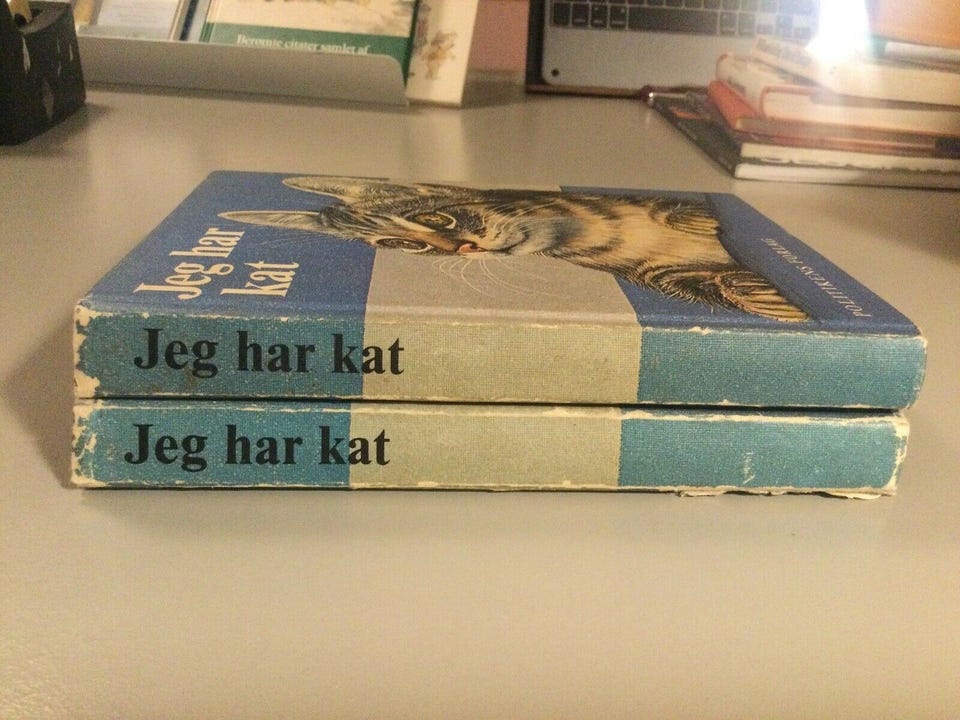 Berømte citater samlet af
Jeg har
kat
POLITIKENS FORLAG
Jeg har kat
Jeg har kat